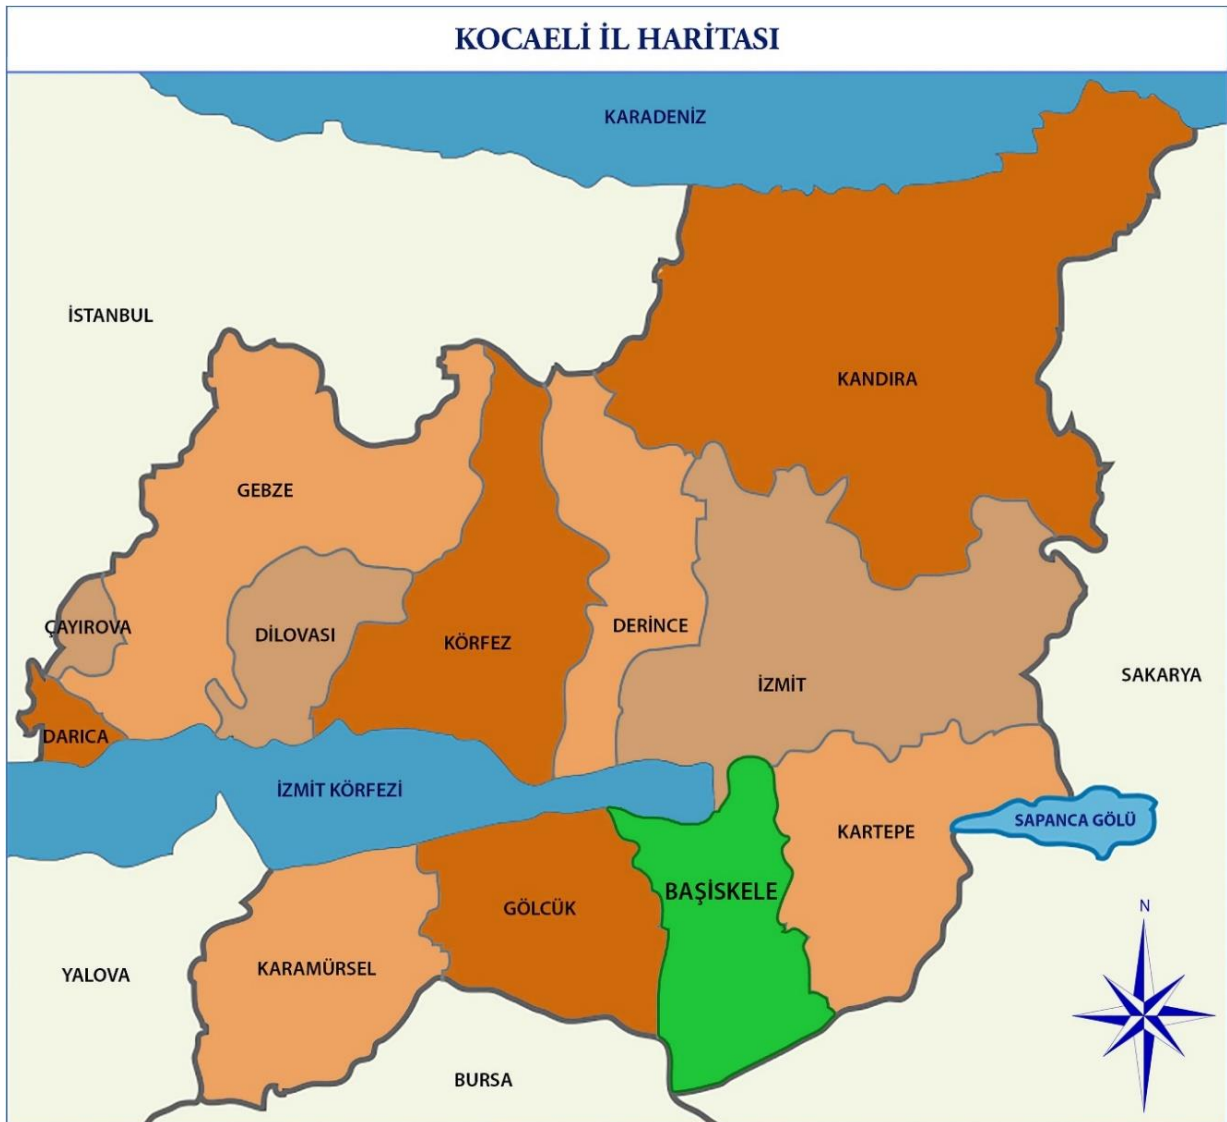 KOCAELİ İL HARİTASI
KARADENİZ
İSTANBUL
KANDIRA
GEBZE
ÇAYIROVA
DİLOVASI
KÖRFEZ
DERİNCE
İZMİT
SAKARYA
DARICA
İZMİT KÖRFEZİ
KARTEPE
SAPANCA GÖLÜ
BAŞİSKELE
GÖLCÜK
KARAMÜRSEL
YALOVA
BURSA
N